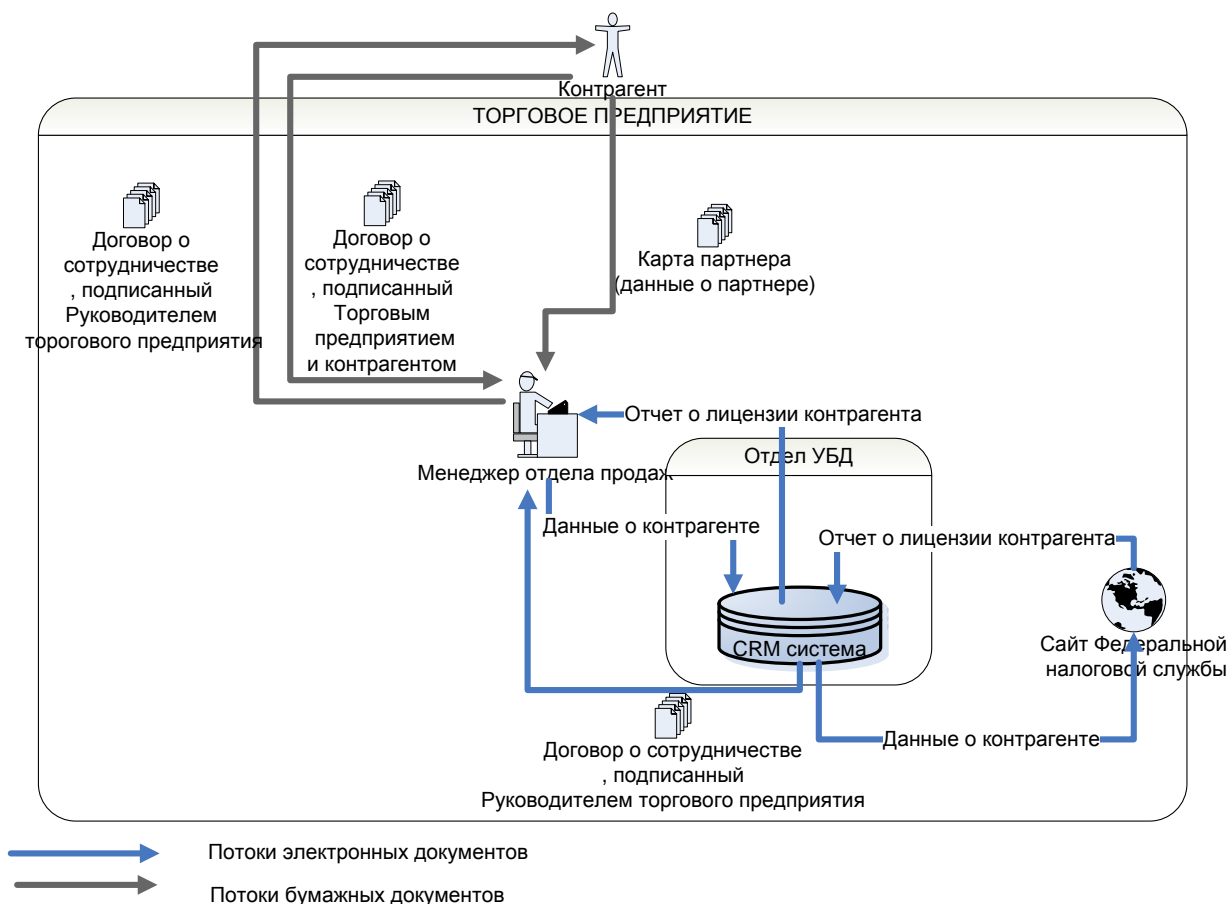 Контрагент
ТОРГОВОЕ ПРЕДПРИЯТИЕ
Договор о
сотрудничестве
, подписанный
Руководителем
торогового предприятия
Договор о
сотрудничестве
, подписанный
Торговым
предприятием
и контрагентом
Карта партнера
(данные о партнере)
Отчет о лицензии контрагента
Менеджер отдела продаж
Отдел УБД
Данные о контрагенте
Отчет о лицензии контрагента
CRM система
Сайт Федеральной
налоговой службы
Данные о контрагенте
Договор о сотрудничестве
, подписанный
Руководителем торгового предприятия
Потоки электронных документов
Потоки бумажных документов